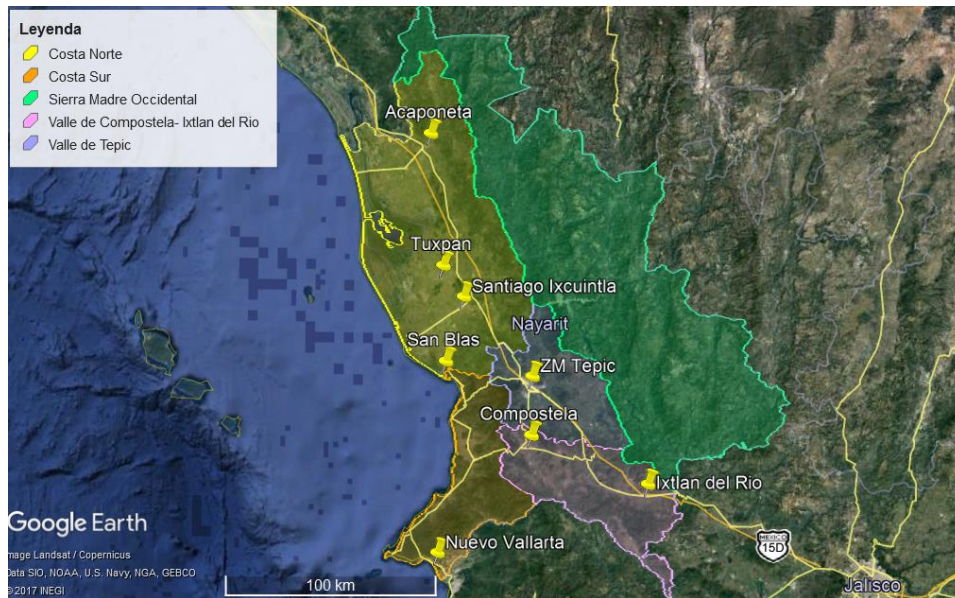 Leyenda
Costa Norte
Costa Sur
Sierra Madre Occidental
Valle de Compostela- Ixtlan del Rio
Valle de Tepic
Acaponeta
Tuxpan
Santiago Ixcuintla
Nayarit
San Blas
ZM Tepic
Compostela
Ixtlan del Rio
Google Earth
Nuevo Vallarta
MEXICO
15D
mage Landsat / Copernicus
Data SIO, NOAA, U.S. Navy, NGA, GEBCO
© 2017 INEGI
100 km
Jalisco